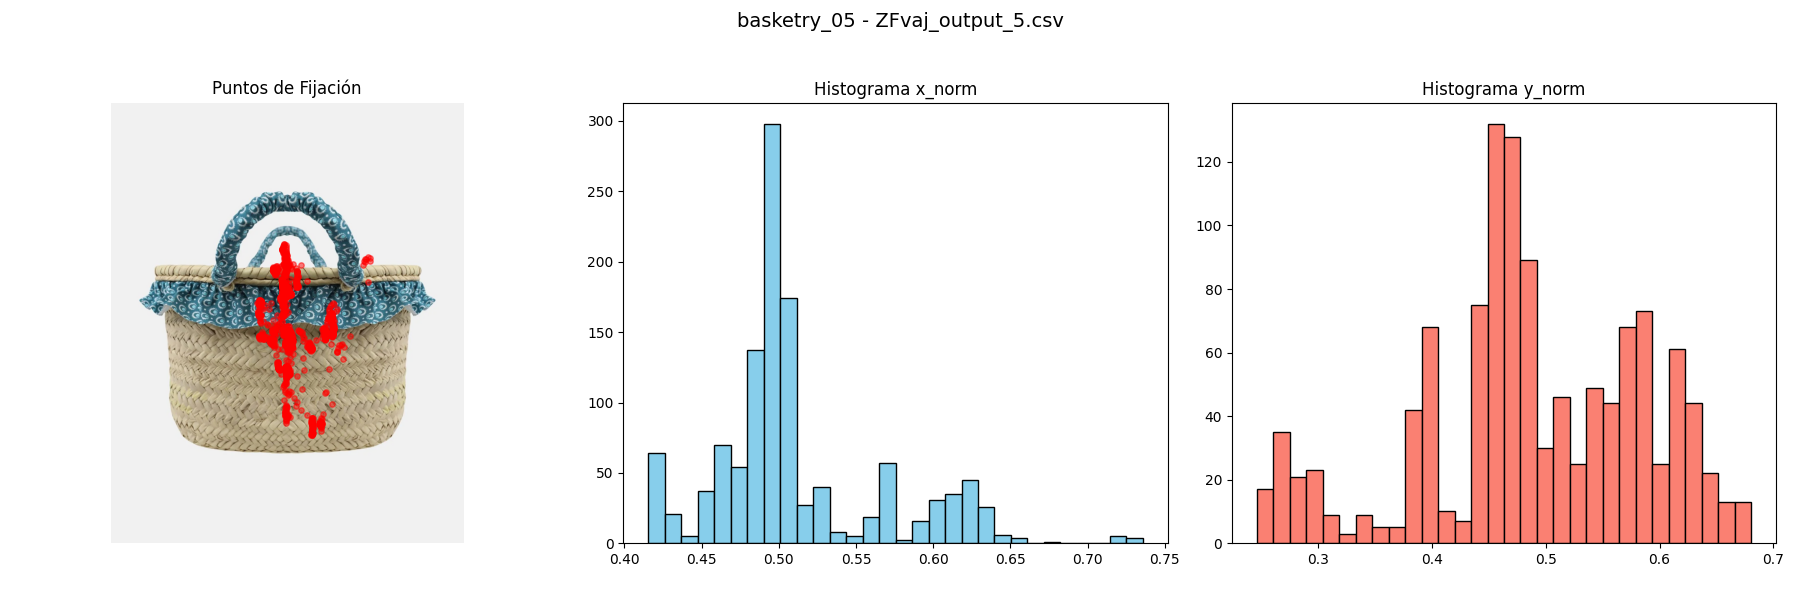 basketry_05 - ZFvaj_output_5.csv
Puntos de Fijación
Histograma x_norm
Histograma y_norm
300
250
200
150
100
50
0
0.40 0.45 0.50 0.55 0.60 0.65 0.70 0.75
120
100
80
60
40
20
0
0.3 0.4 0.5 0.6 0.7